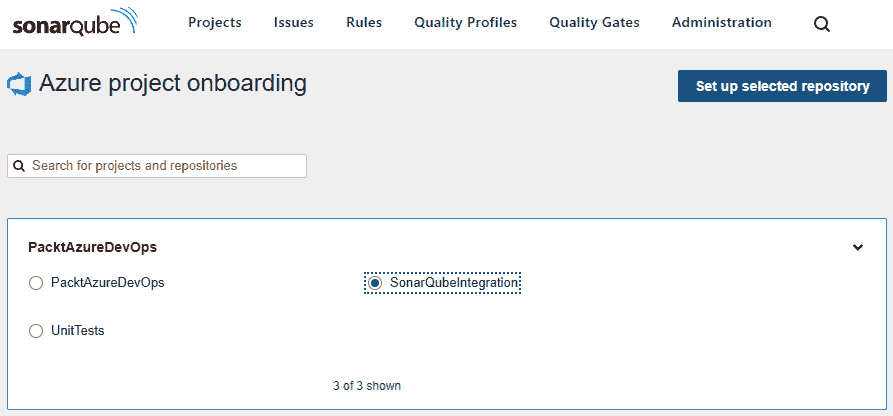 sonarqube Projects Issues Rules Quality Profiles Quality Gates Administration
Azure project onboarding Set up selected repository
Search for projects and repositories
PacktAzureDevOps
PacktAzureDevOps SonarQubeIntegration
UnitTests
3 of 3 shown